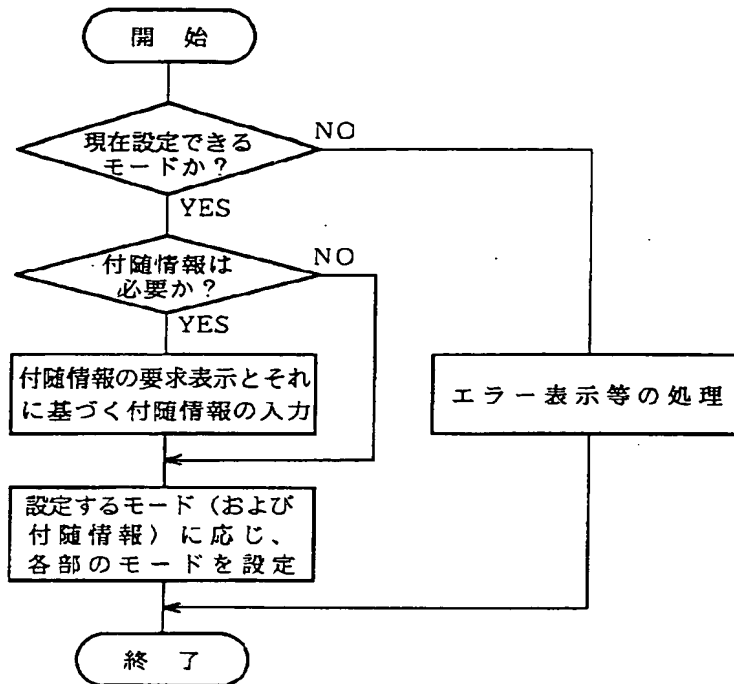 開始
現在設定できる
モードか？
NO
YES
付随情報は
必要か？
NO
YES
付随情報の要求表示とそれ
に基づく付随情報の入力
エラー表示等の処理
設定するモード（および
付随情報）に応じ、
各部のモードを設定
終了